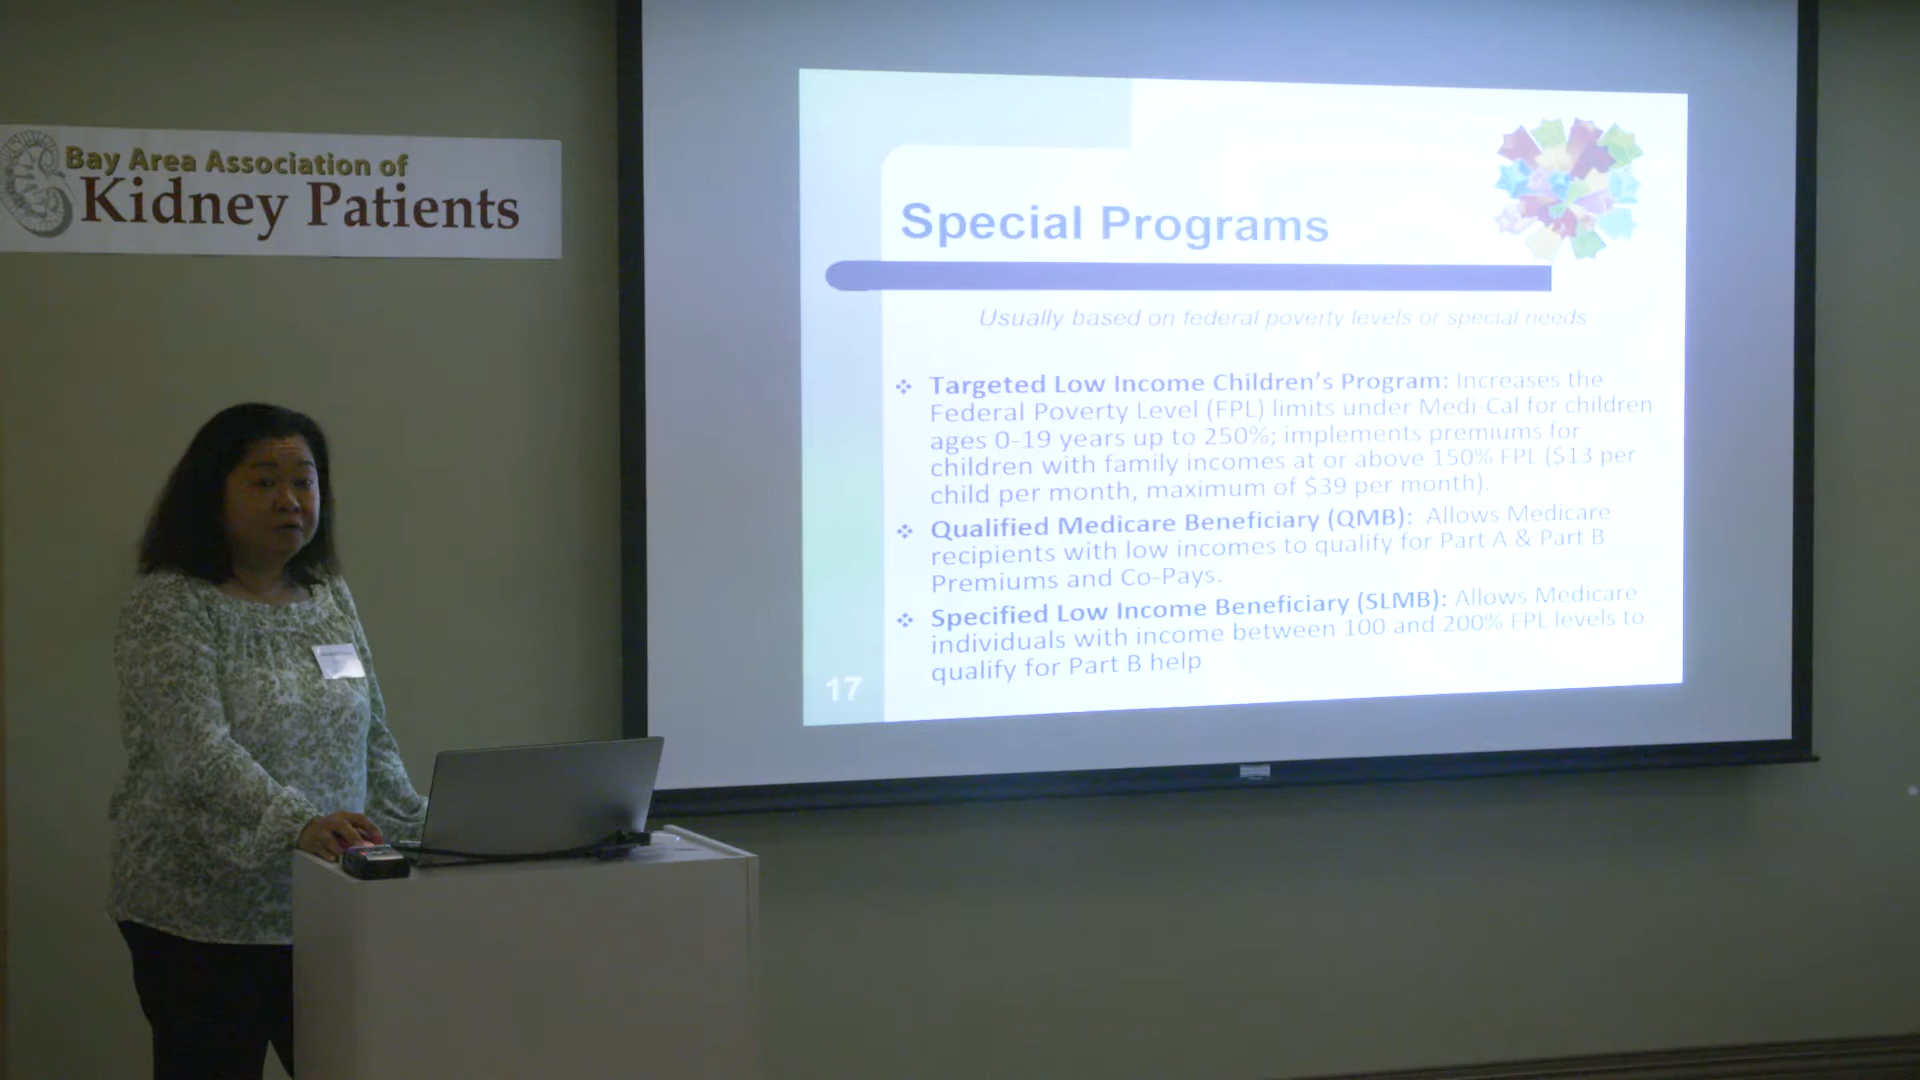 Bay Area Association of
Kidney Patients
Special Programs
Usually based on federal poverty levels or special needs
❖ Targeted Low Income Children's Program: Increases the
Federal Poverty Level (FPL) limits under Medi-Cal for children
ages 0-19 years up to 250%; implements premiums for
children with family incomes at or above 150% FPL ($13 per
child per month, maximum of $39 per month).
❖ Qualified Medicare Beneficiary (QMB): Allows Medicare
recipients with low incomes to qualify for Part A & Part B
Premiums and Co-Pays.
❖ Specified Low Income Beneficiary (SLMB): Allows Medicare
individuals with income between 100 and 200% FPL levels to
qualify for Part B help
17